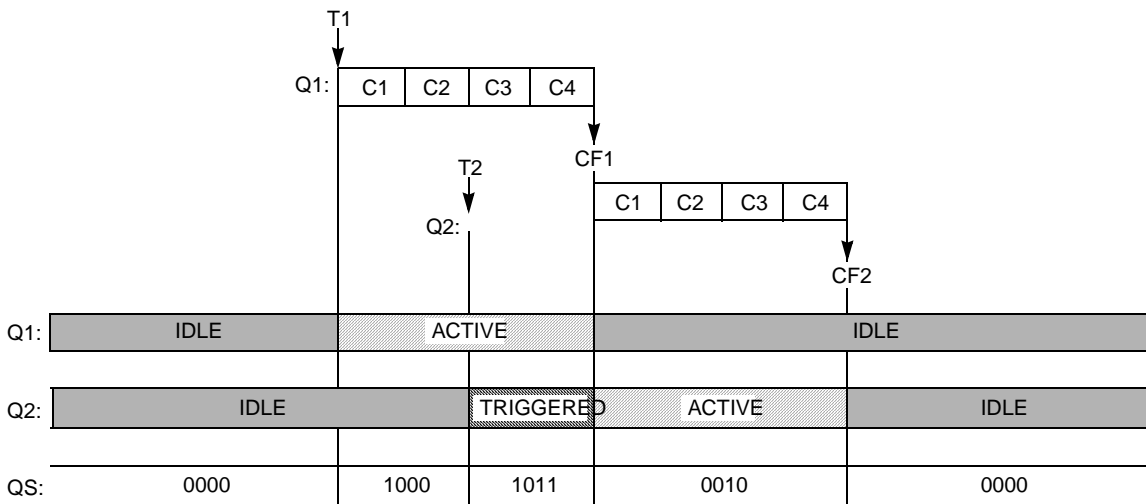 T1
Q1: C1 C2 C3 C4
CF1
T2
C1 C2 C3 C4
Q2:
CF2
Q1: IDLE ACTIVE IDLE
Q2: IDLE TRIGGERED ACTIVE IDLE
QS: 0000 1000 1011 0010 0000